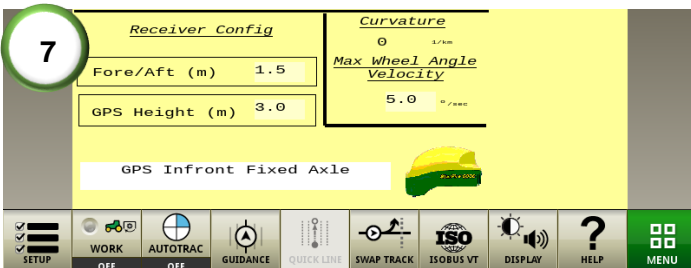 7
Receiver Config
Fore/Aft (m) 1.5
GPS Height (m) 3.0
Curvature
0 1/km
Max Wheel Angle
Velocity
5.0 °/sec
GPS Infront Fixed Axle
SETUP
WORK
OFF
AUTOTRAC
OFF
GUIDANCE
QUICK LINE
SWAP TRACK
ISO
ISOBUS VT
DISPLAY
?
HELP
MENU